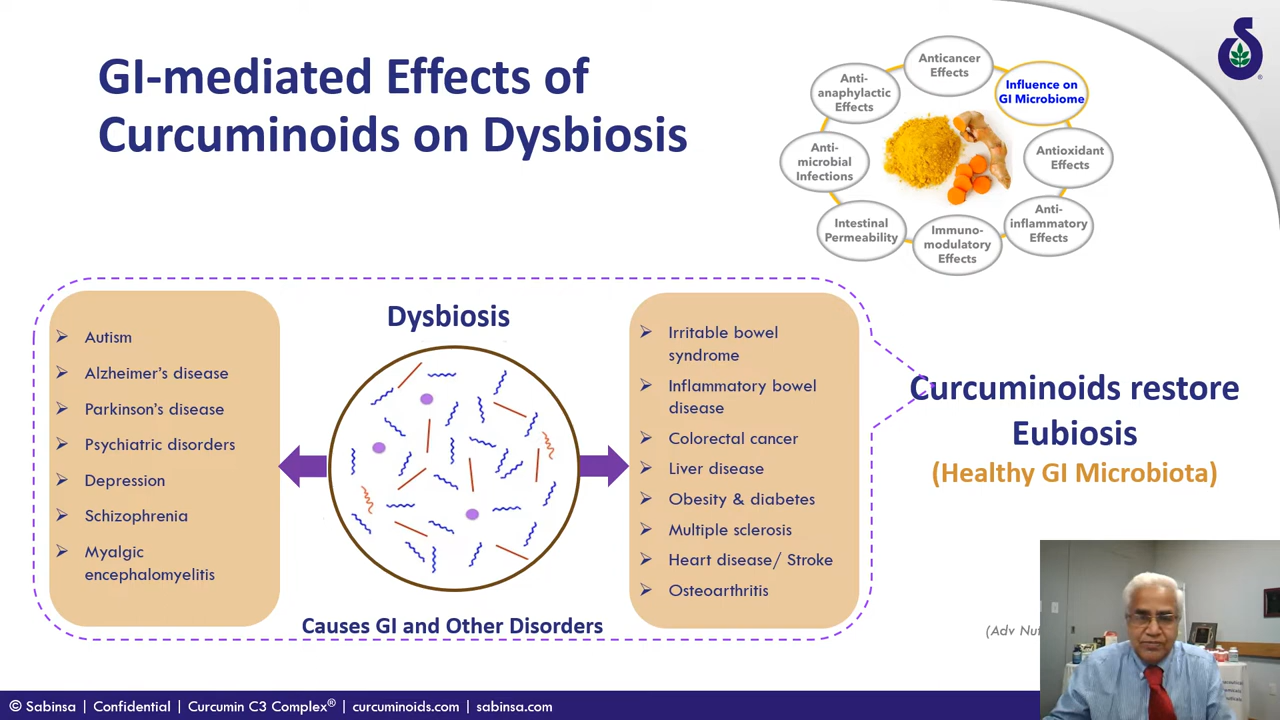 GI-mediated Effects of
Curcuminoids on Dysbiosis
Anticancer
Effects
Influence on
GI Microbiome
Antioxidant
Effects
Anti-
inflammatory
Effects
Immuno-
modulatory
Effects
Intestinal
Permeability
Anti-
microbial
Infections
Anti-
anaphylactic
Effects
®
Dysbiosis
Autism
Alzheimer's disease
Parkinson's disease
Psychiatric disorders
Depression
Schizophrenia
Myalgic
encephalomyelitis
Irritable bowel
syndrome
Inflammatory bowel
disease
Colorectal cancer
Liver disease
Obesity & diabetes
Multiple sclerosis
Heart disease/ Stroke
Osteoarthritis
Causes GI and Other Disorders
Curcuminoids restore
Eubiosis
(Healthy GI Microbiota)
(Adv
© Sabinsa | Confidential | Curcumin C3 Complex® | curcuminoids.com | sabinsa.com